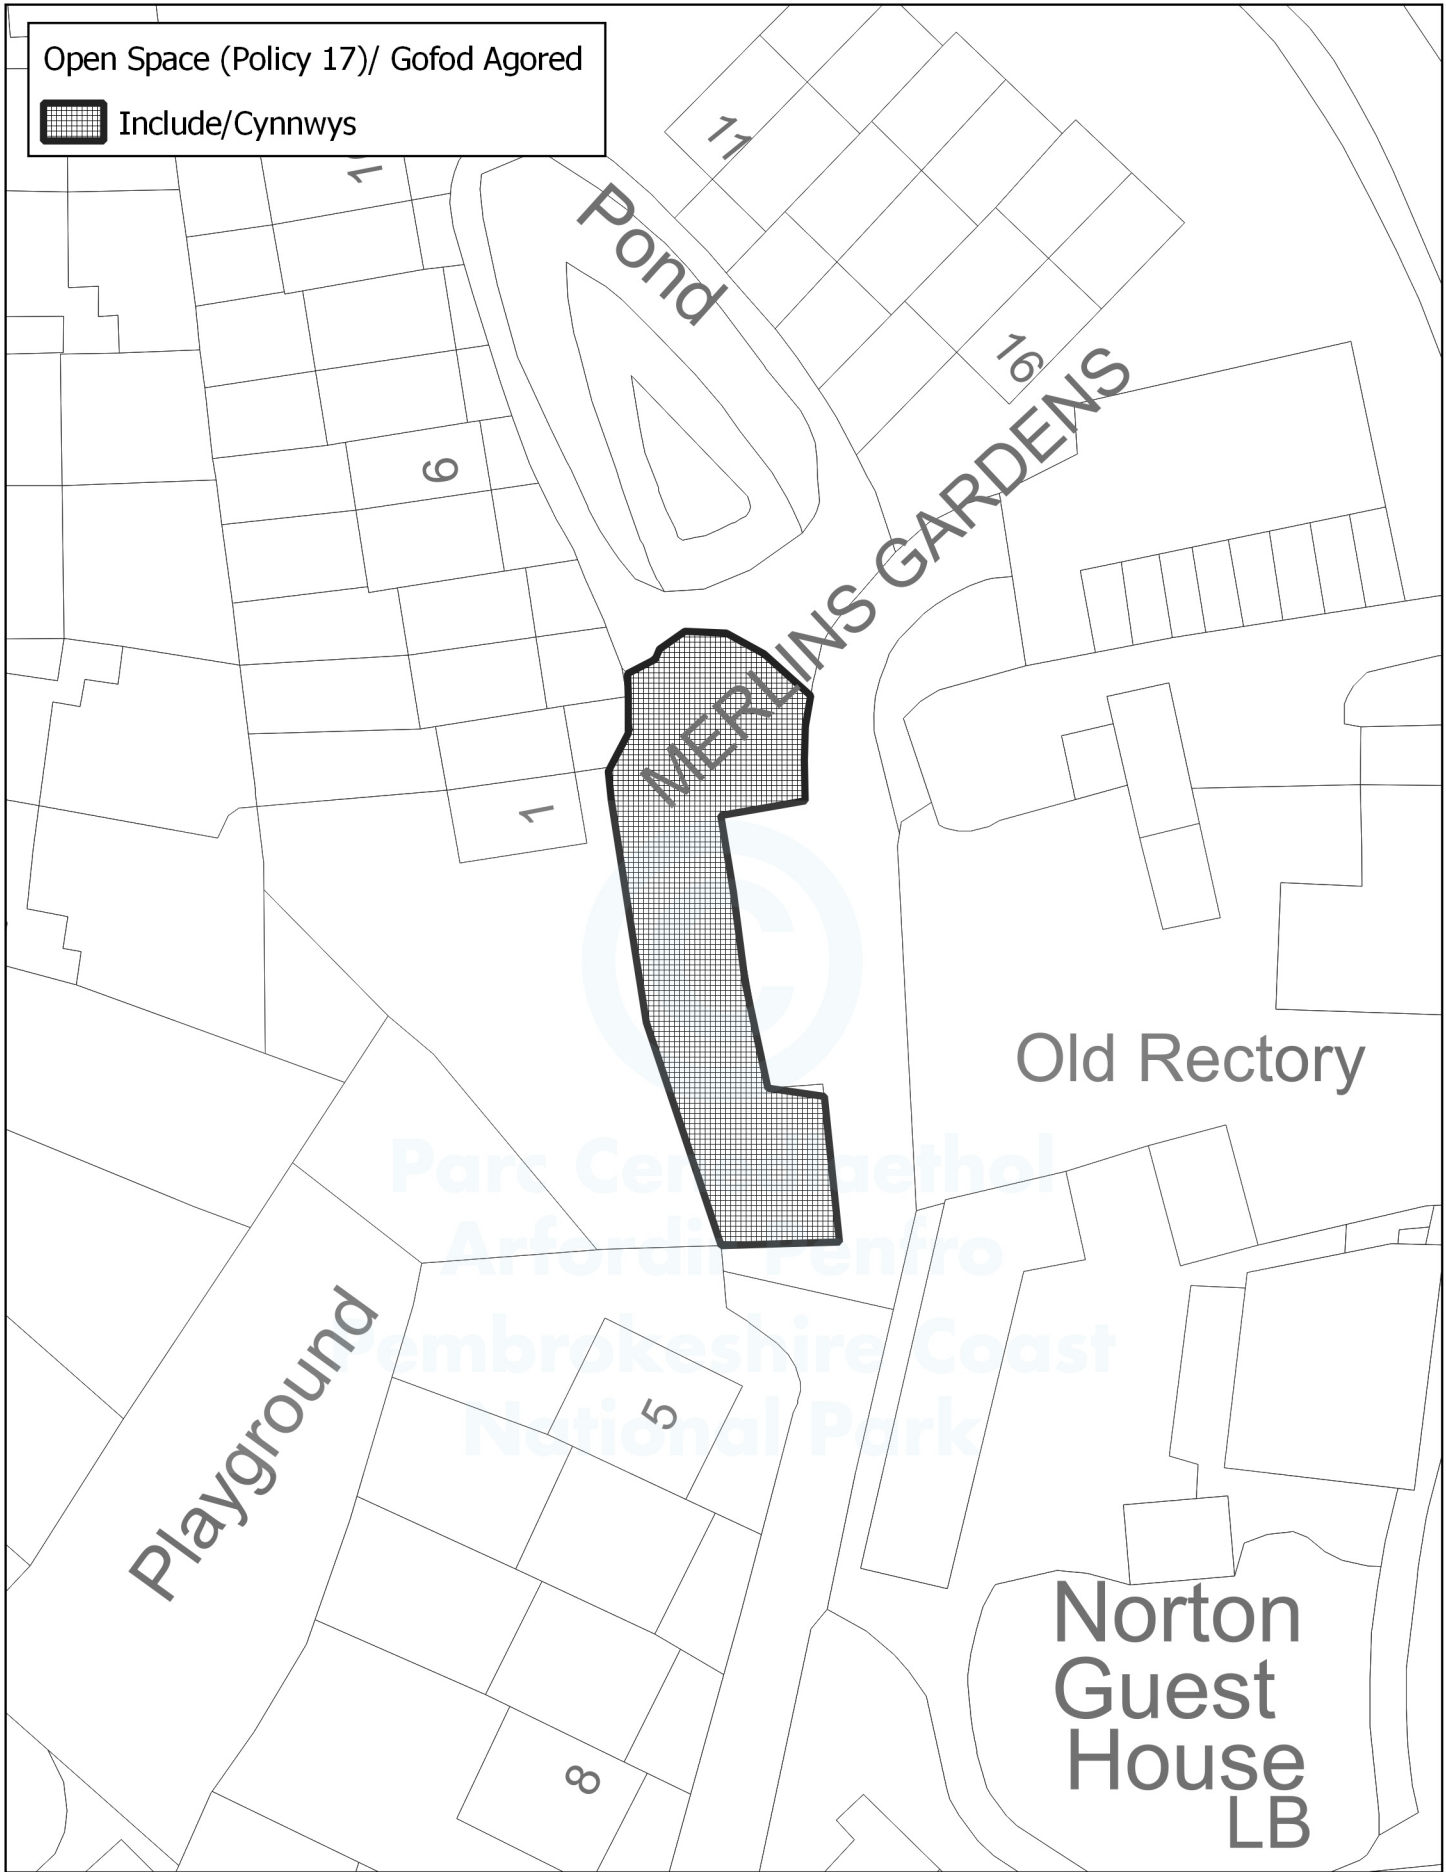 Open Space (Policy 17)/ Gofod Agored
Include/Cynnwys
11
Pond
16
9
MERLINS GARDENS
1
©
Old Rectory
Parc Cenedlaethol
Arfordir Penfro
Pembrokeshire Coast
National Park
Playground
5
8
Norton
Guest
House
LB